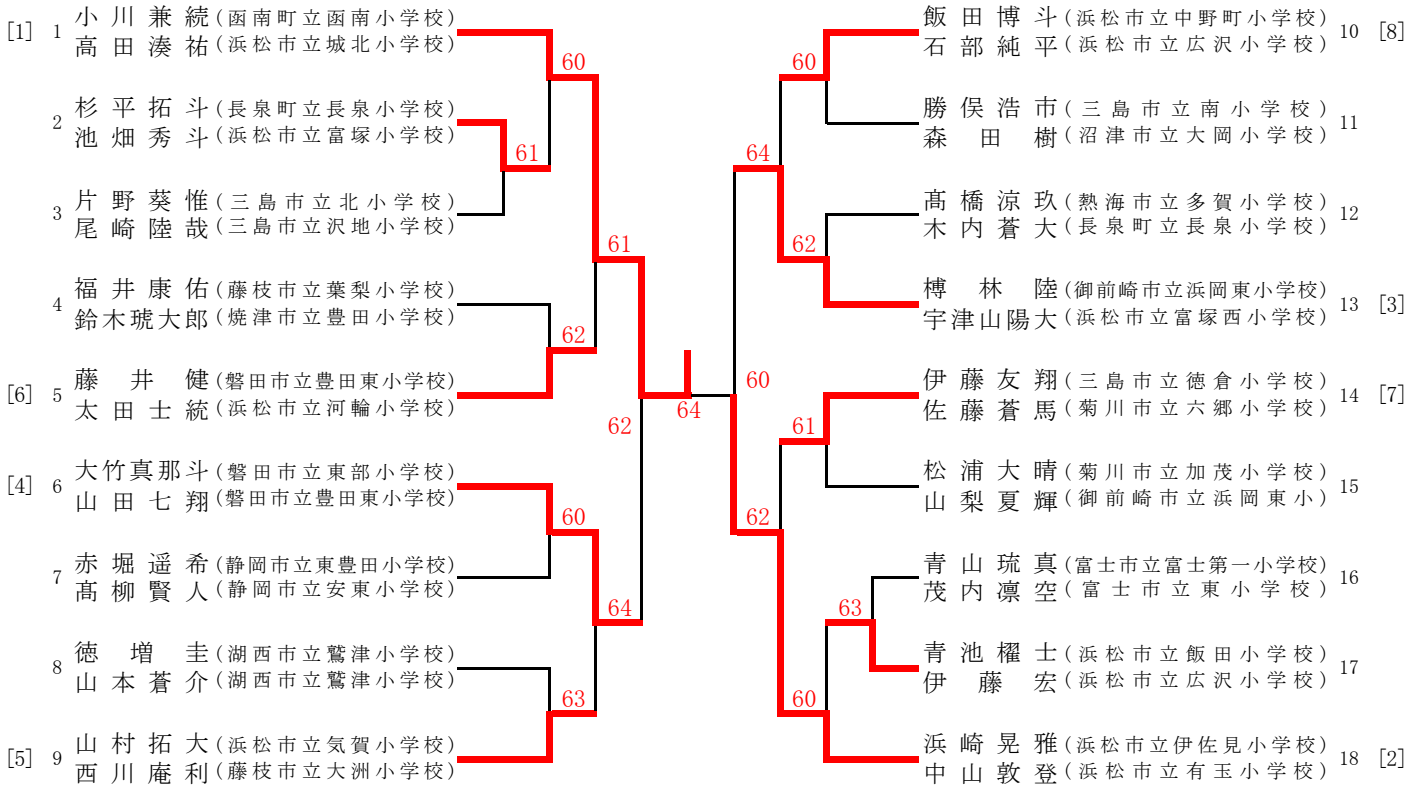 [1] 1 小川兼続 (函南町立函南小学校)
高田湊祐 (浜松市立城北小学校)
60
2 杉平拓斗 (長泉町立長泉小学校)
池畑秀斗 (浜松市立富塚小学校)
61
3 片野葵惟 (三島市立北小学校)
尾崎陸哉 (三島市立沢地小学校)
61
4 福井康佑 (藤枝市立葉梨小学校)
鈴木琥大郎 (焼津市立豊田小学校)
62
[6] 5 藤井健 (磐田市立豊田東小学校)
太田士統 (浜松市立河輪小学校)
62
[4] 6 大竹真那斗 (磐田市立東部小学校)
山田七翔 (磐田市立豊田東小学校)
60
7 赤堀遥希 (静岡市立東豊田小学校)
髙柳賢人 (静岡市立安東小学校)
64
8 徳増圭 (湖西市立鷲津小学校)
山本蒼介 (湖西市立鷲津小学校)
63
[5] 9 山村拓大 (浜松市立気賀小学校)
西川庵利 (藤枝市立大洲小学校)
64
飯田博斗 (浜松市立中野町小学校) 10 [8]
石部純平 (浜松市立広沢小学校)
60
勝俣浩市 (三島市立南小学校) 11
森田樹 (沼津市立大岡小学校)
64
髙橋涼玖 (熱海市立多賀小学校) 12
木内蒼大 (長泉町立長泉小学校)
62
榑林陸 (御前崎市立浜岡東小学校) 13 [3]
宇津山陽大 (浜松市立富塚西小学校)
60
伊藤友翔 (三島市立徳倉小学校) 14 [7]
佐藤蒼馬 (菊川市立六郷小学校)
61
松浦大晴 (菊川市立加茂小学校) 15
山梨夏輝 (御前崎市立浜岡東小)
62
青山琉真 (富士市立富士第一小学校) 16
茂内凛空 (富士市立東小学校)
63
青池櫂士 (浜松市立飯田小学校) 17
伊藤宏 (浜松市立広沢小学校)
60
浜崎晃雅 (浜松市立伊佐見小学校) 18 [2]
中山敦登 (浜松市立有玉小学校)